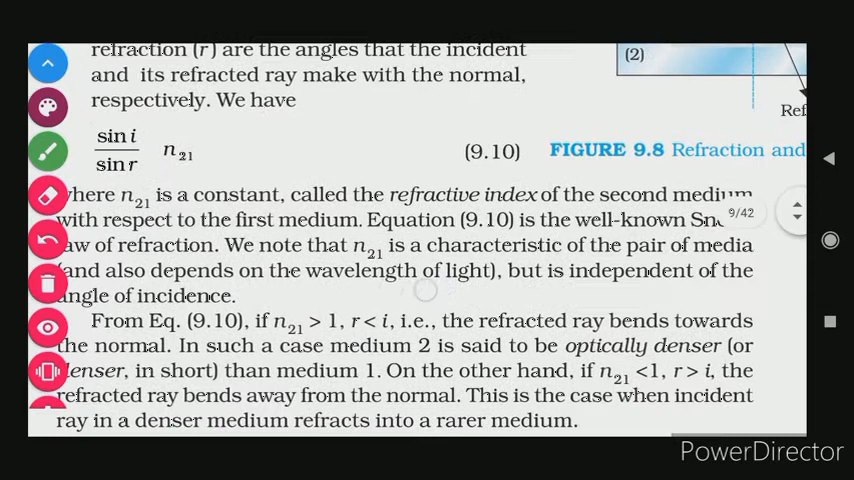 refraction (r) are the angles that the incident
and its refracted ray make with the normal,
respectively. We have
(2)
Ref
sin i
sin r
n21
(9.10)
FIGURE 9.8 Refraction and
where n21 is a constant, called the refractive index of the second medium
with respect to the first medium. Equation (9.10) is the well-known
9/42
law of refraction. We note that n21 is a characteristic of the pair of media
(and also depends on the wavelength of light), but is independent of the
angle of incidence.
From Eq. (9.10), if n21 > 1, r < i, i.e., the refracted ray bends towards
the normal. In such a case medium 2 is said to be optically denser (or
denser, in short) than medium 1. On the other hand, if n21 <1, r > i, the
refracted ray bends away from the normal. This is the case when incident
ray in a denser medium refracts into a rarer medium.
PowerDirector